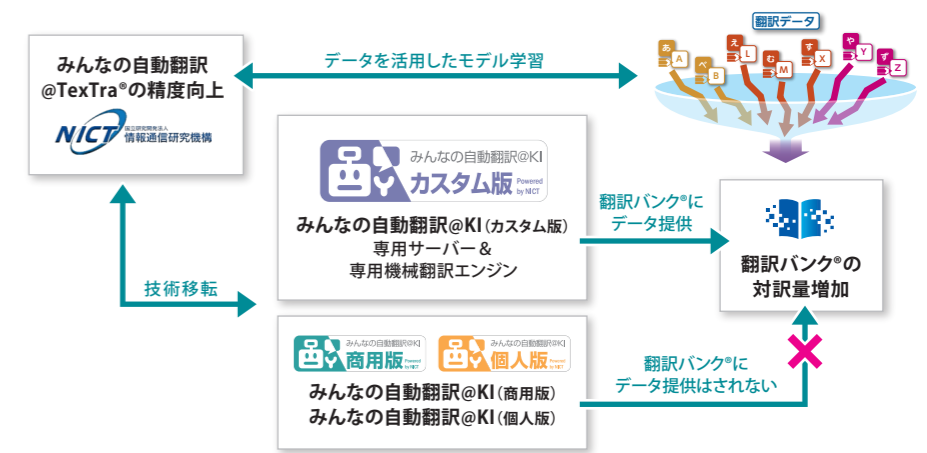 翻訳データ
あ A
べ B
え L
む M
す X
や Y
ず Z
みんなの自動翻訳
@TexTra®の精度向上
NICT
国立研究開発法人
情報通信研究機構
データを活用したモデル学習
みんなの自動翻訳@KI
カスタム版
Powered
by NICT
みんなの自動翻訳@KI(カスタム版)
専用サーバー＆
専用機械翻訳エンジン
翻訳バンク®に
データ提供
翻訳バンク®の
対訳量増加
技術移転
みんなの自動翻訳@KI
商用版
Powered
by NICT
みんなの自動翻訳@KI
個人版
Powered
by NICT
みんなの自動翻訳@KI(商用版)
みんなの自動翻訳@KI(個人版)
翻訳バンク®に
データ提供はされない